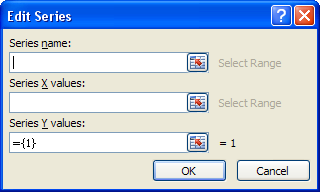 Edit Series
Series name:
Select Range
Series X values:
Select Range
Series Y values:
={1}
= 1
OK
Cancel